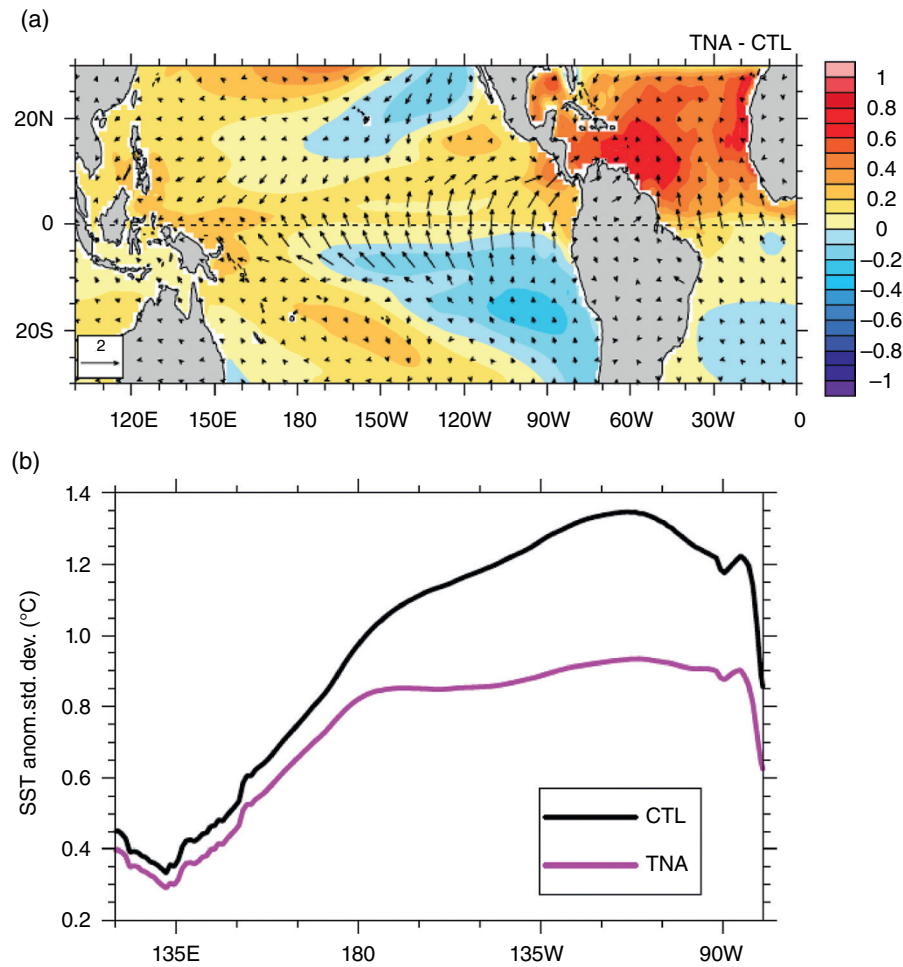 (a)
TNA - CTL
20N
0
20S
2
120E 150E 180 150W 120W 90W 60W 30W 0
1
0.8
0.6
0.4
0.2
0
−0.2
−0.4
−0.6
−0.8
−1
(b)
SST anom.std. dev. (°C)
1.4
1.2
1.0
0.8
0.6
0.4
0.2
CTL
TNA
135E 180 135W 90W